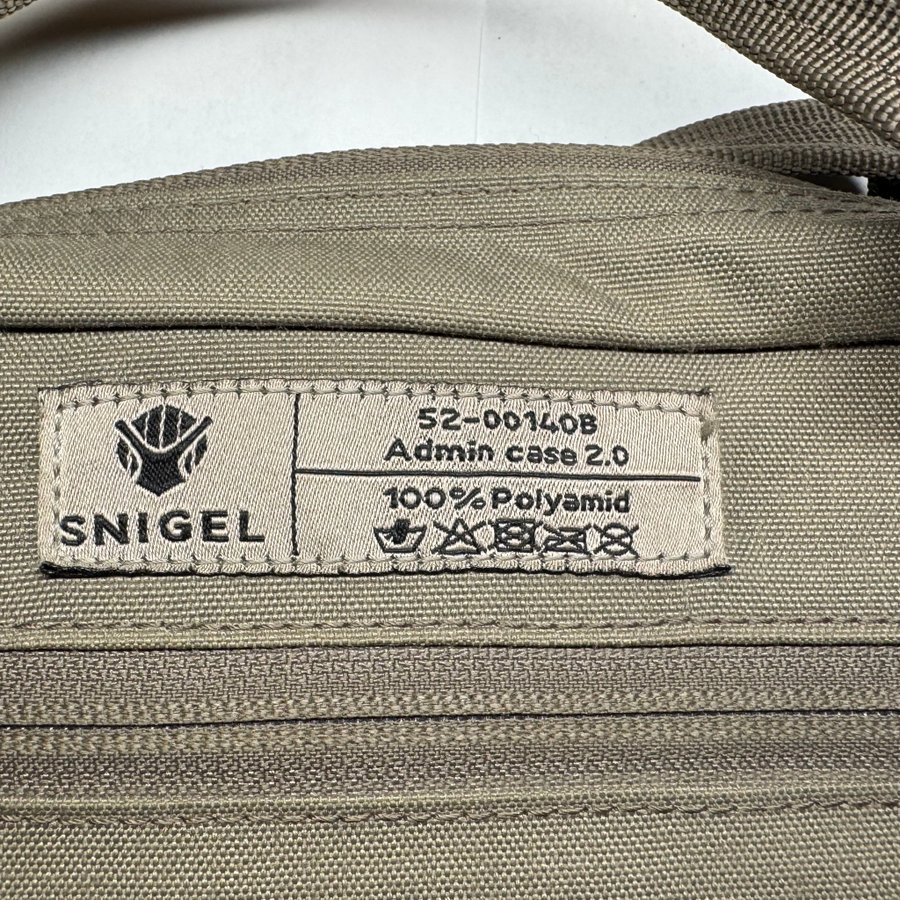 SNIGEL
52-00140B
Admin case 2.0
100% Polyamid